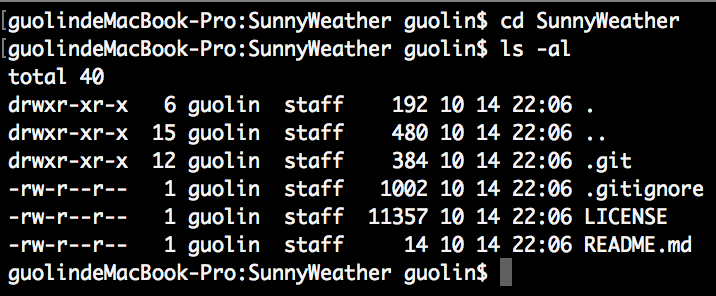 [guolindeMacBook-Pro:SunnyWeather guolin$ cd SunnyWeather
[guolindeMacBook-Pro:SunnyWeather guolin$ ls -al
total 40
drwxr-xr-x   6 guolin  staff    192 10 14 22:06 .
drwxr-xr-x  15 guolin  staff    480 10 14 22:06 ..
drwxr-xr-x  12 guolin  staff    384 10 14 22:06 .git
-rw-r--r--   1 guolin  staff   1002 10 14 22:06 .gitignore
-rw-r--r--   1 guolin  staff  11357 10 14 22:06 LICENSE
-rw-r--r--   1 guolin  staff     14 10 14 22:06 README.md
guolindeMacBook-Pro:SunnyWeather guolin$